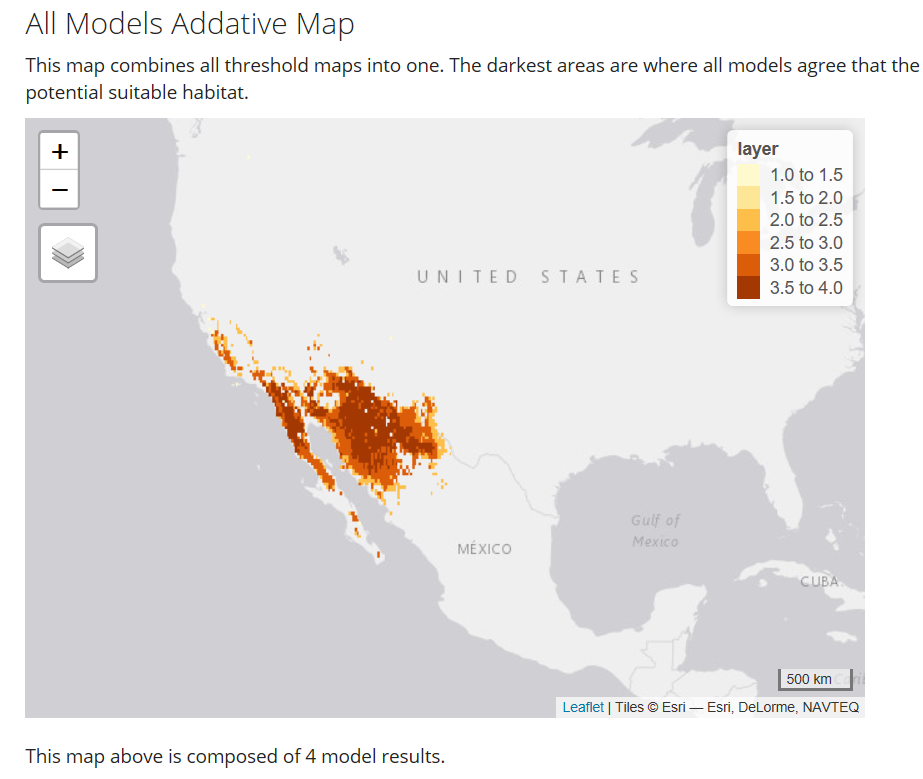 All Models Addative Map
This map combines all threshold maps into one. The darkest areas are where all models agree that the
potential suitable habitat.
+
−
layer
1.0 to 1.5
1.5 to 2.0
2.0 to 2.5
2.5 to 3.0
3.0 to 3.5
3.5 to 4.0
UNITED STATES
Gulf of
Mexico
MÉXICO
CUBA
500 km
Leaflet | Tiles © Esri — Esri, DeLorme, NAVTEQ
This map above is composed of 4 model results.